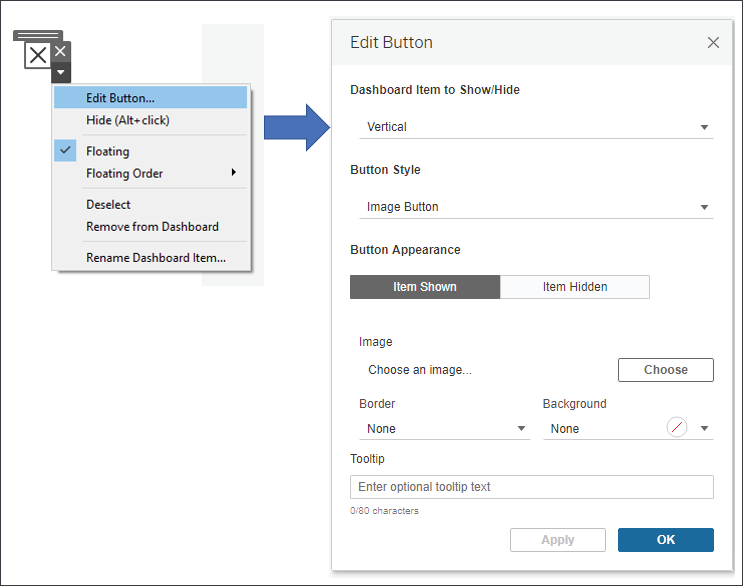 Edit Button...
Hide (Alt+click)
Floating
Floating Order
Deselect
Remove from Dashboard
Rename Dashboard Item...
Edit Button
Dashboard Item to Show/Hide
Vertical
Button Style
Image Button
Button Appearance
Item Shown Item Hidden
Image
Choose an image... Choose
Border Background
None None
Tooltip
Enter optional tooltip text
0/80 characters
Apply OK